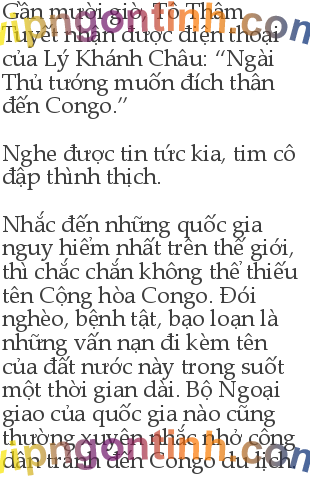 Gần mười giờ, Tô Thâm
Tuyết nhận được điện thoại
của Lý Khánh Châu: “Ngài
Thủ tướng muốn đích thân
đến Congo.”

Nghe được tin tức kia, tim cô
đập thình thịch.

Nhắc đến những quốc gia
nguy hiểm nhất trên thế giới,
thì chắc chắn không thể thiếu
tên Cộng hòa Congo. Đói
nghèo, bệnh tật, bạo loạn là
những vấn nạn đi kèm tên
của đất nước này trong suốt
một thời gian dài. Bộ Ngoại
giao của quốc gia nào cũng
thường xuyên nhắc nhở công
dân tránh đến Congo du lịch
vipngontinh.com
vipngontinh.com